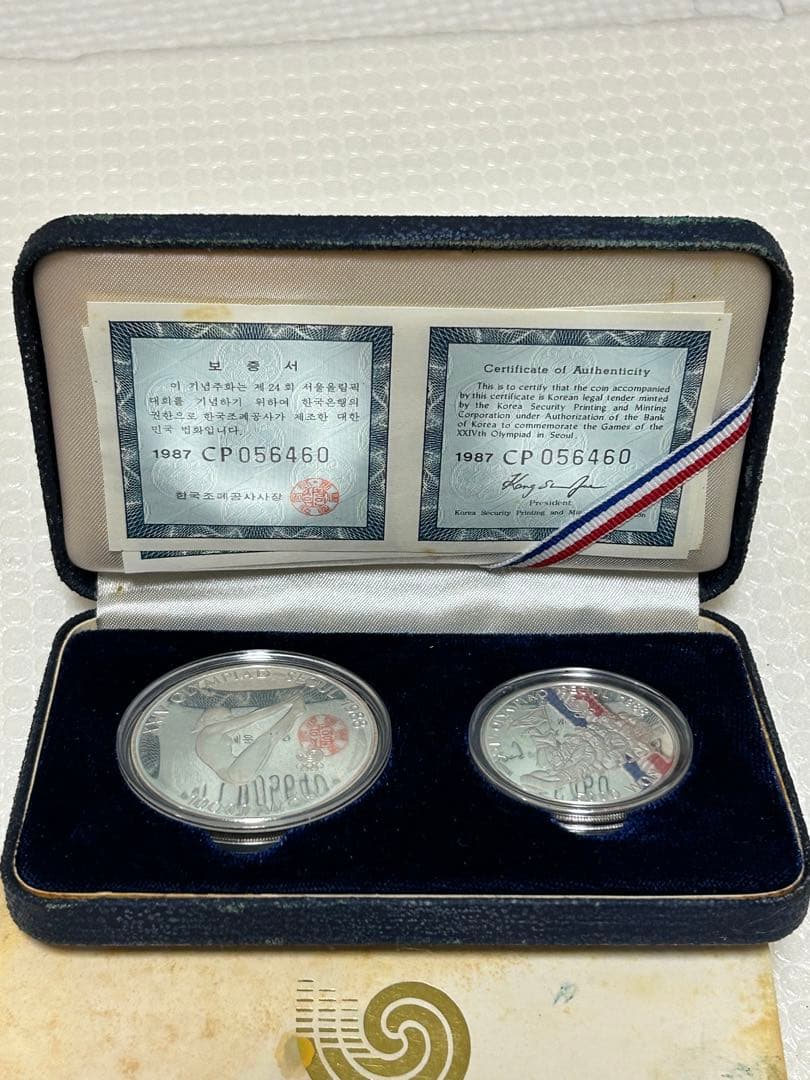 보 증 서
이 기념주화는 제24회 서울올림픽
대회를 기념하기 위하여 한국은행의
권한으로 한국조폐공사가 제조한 대한
민국 법화입니다.
1987 CP 056460
한국조폐공사사장
Certificate of Authenticity
This is to certify that the coin accompanied
by this certificate is Korean legal tender minted
by the Korea Security Printing and Minting
Corporation under Authorization of the Bank
of Korea to commemorate the Games of the
XXIVth Olympiad in Seoul.
1987 CP 056460
President
Korea Security Printing and
OLYMPIAD SEOUL 1988
1988